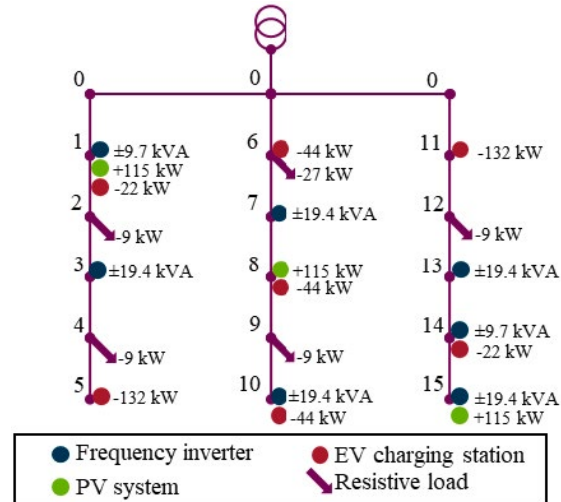 0 0 0
1 ±9.7 kVA
+115 kW
-22 kW
2 -9 kW
3 ±19.4 kVA
4 -9 kW
5 -132 kW
6 -44 kW
-27 kW
7 ±19.4 kVA
8 +115 kW
-44 kW
9 -9 kW
10 ±19.4 kVA
-44 kW
11 -132 kW
12 -9 kW
13 ±19.4 kVA
14 ±9.7 kVA
-22 kW
15 ±19.4 kVA
+115 kW
Frequency inverter
EV charging station
PV system
Resistive load